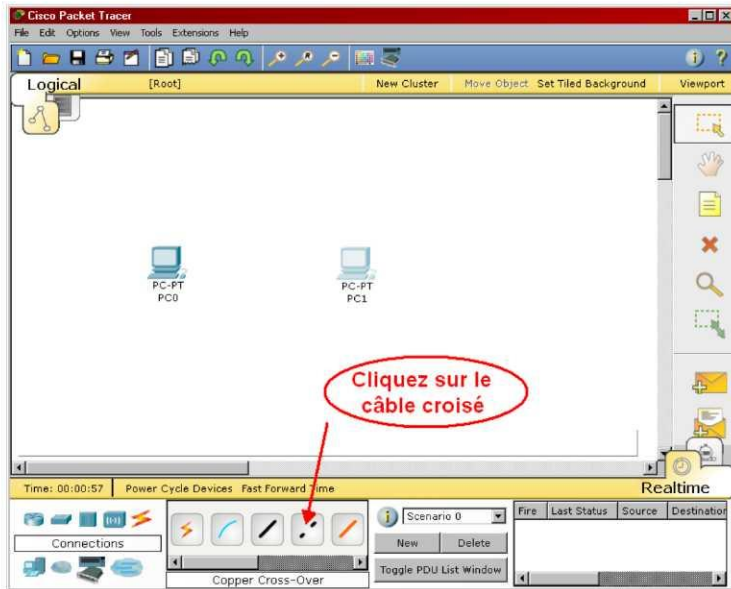 Cisco Packet Tracer
File Edit Options View Tools Extensions Help
Logical [Root] New Cluster Move Object Set Tiled Background Viewport
PC-PT
PC0
PC-PT
PC1
Cliquez sur le
câble croisé
Time: 00:00:57 Power Cycle Devices Fast Forward Time
Realtime
Connections
Copper Cross-Over
Scenario 0
New Delete
Toggle PDU List Window
Fire Last Status Source Destination